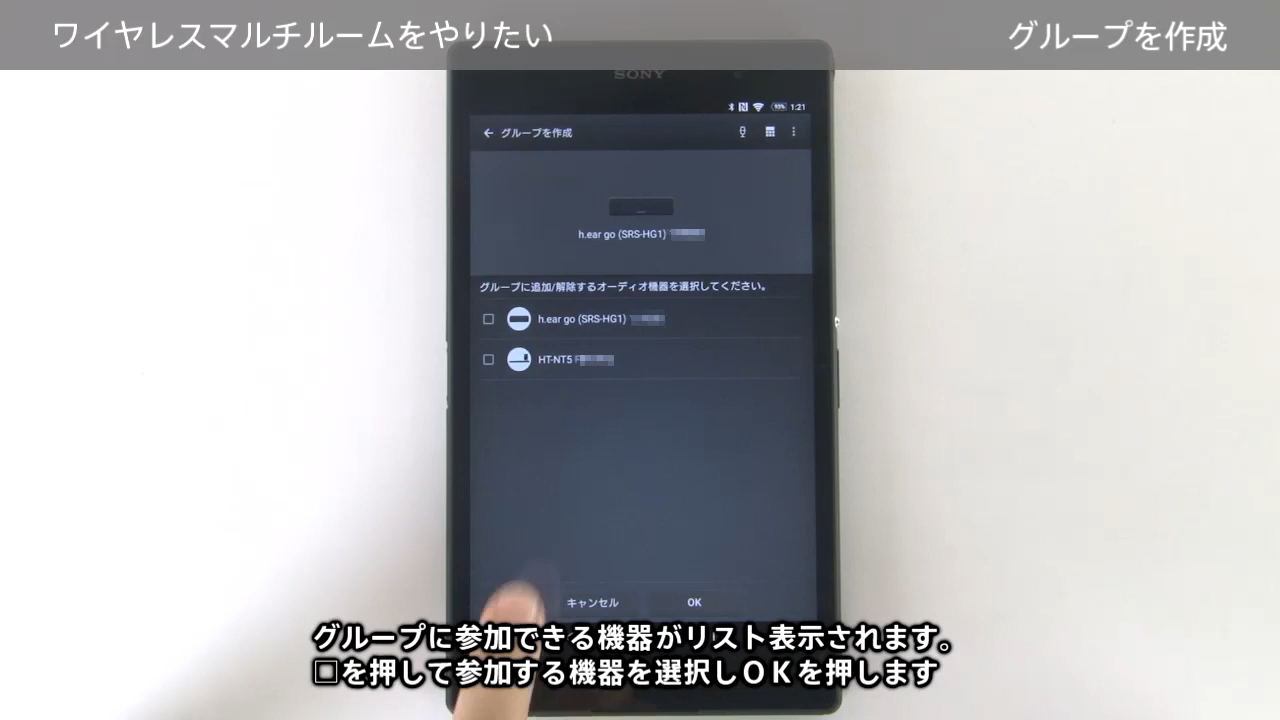 ワイヤレスマルチルームをやりたい
グループを作成
SONY
93% 1:21
グループを作成
h.ear go (SRS-HG1)
グループに追加/解除するオーディオ機器を選択してください。
h.ear go (SRS-HG1)
HT-NT5
キャンセル OK
グループに参加できる機器がリスト表示されます。
□を押して参加する機器を選択しＯＫを押します